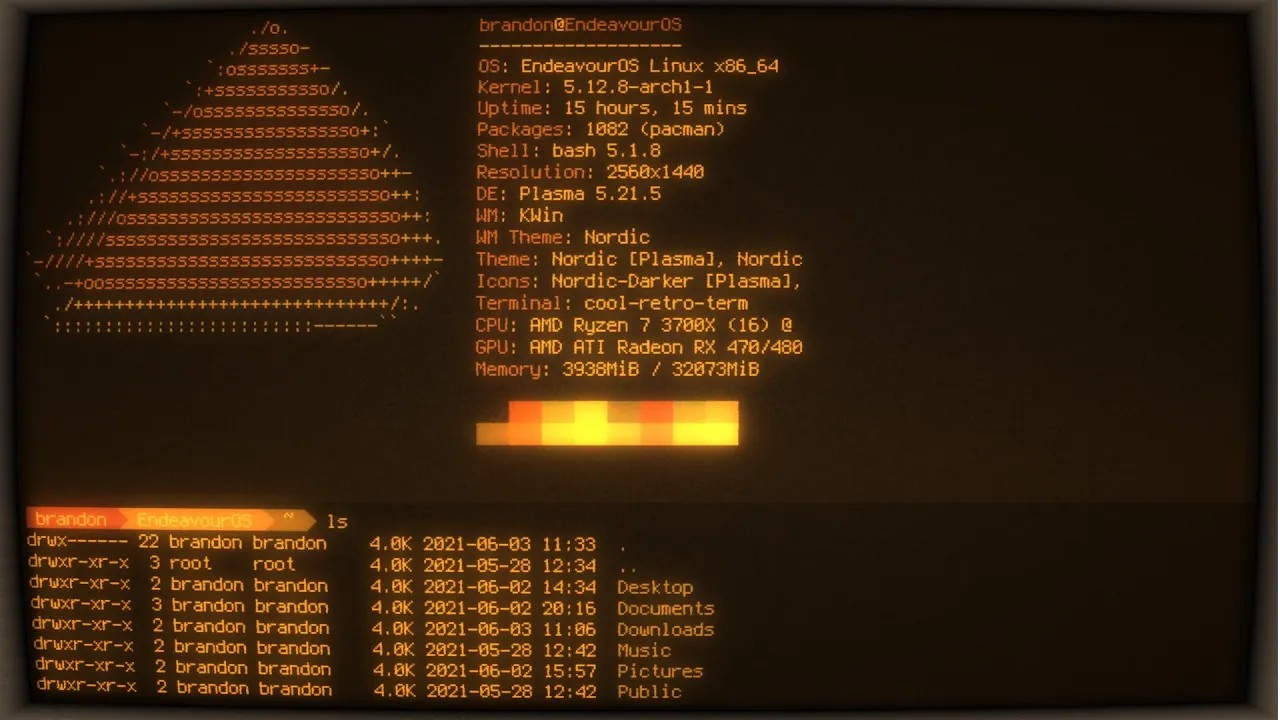 brandon@EndeavourOS
-------------------
OS: EndeavourOS Linux x86_64
Kernel: 5.12.8-arch1-1
Uptime: 15 hours, 15 mins
Packages: 1082 (pacman)
Shell: bash 5.1.8
Resolution: 2560x1440
DE: Plasma 5.21.5
WM: KWin
WM Theme: Nordic
Theme: Nordic [Plasma], Nordic
Icons: Nordic-Darker [Plasma],
Terminal: cool-retro-term
CPU: AMD Ryzen 7 3700X (16) @
GPU: AMD ATI Radeon RX 470/480
Memory: 3938MiB / 32073MiB
brandon EndeavourOS ~ ls
drwx------ 22 brandon brandon 4.0K 2021-06-03 11:33 .
drwxr-xr-x 3 root root 4.0K 2021-05-28 12:34 ..
drwxr-xr-x 2 brandon brandon 4.0K 2021-06-02 14:34 Desktop
drwxr-xr-x 3 brandon brandon 4.0K 2021-06-02 20:16 Documents
drwxr-xr-x 2 brandon brandon 4.0K 2021-06-03 11:06 Downloads
drwxr-xr-x 2 brandon brandon 4.0K 2021-05-28 12:42 Music
drwxr-xr-x 2 brandon brandon 4.0K 2021-06-02 15:57 Pictures
drwxr-xr-x 2 brandon brandon 4.0K 2021-05-28 12:42 Public